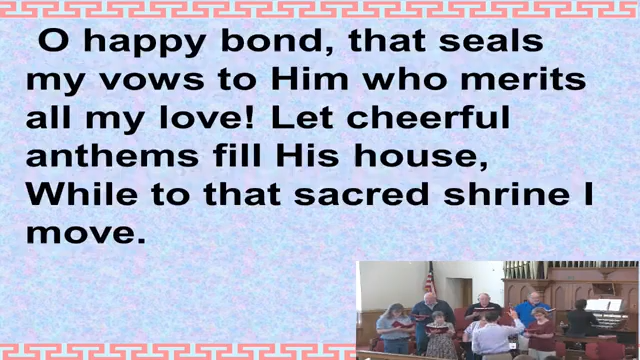 O happy bond, that seals
my vows to Him who merits
all my love! Let cheerful
anthems fill His house,
While to that sacred shrine I
move.